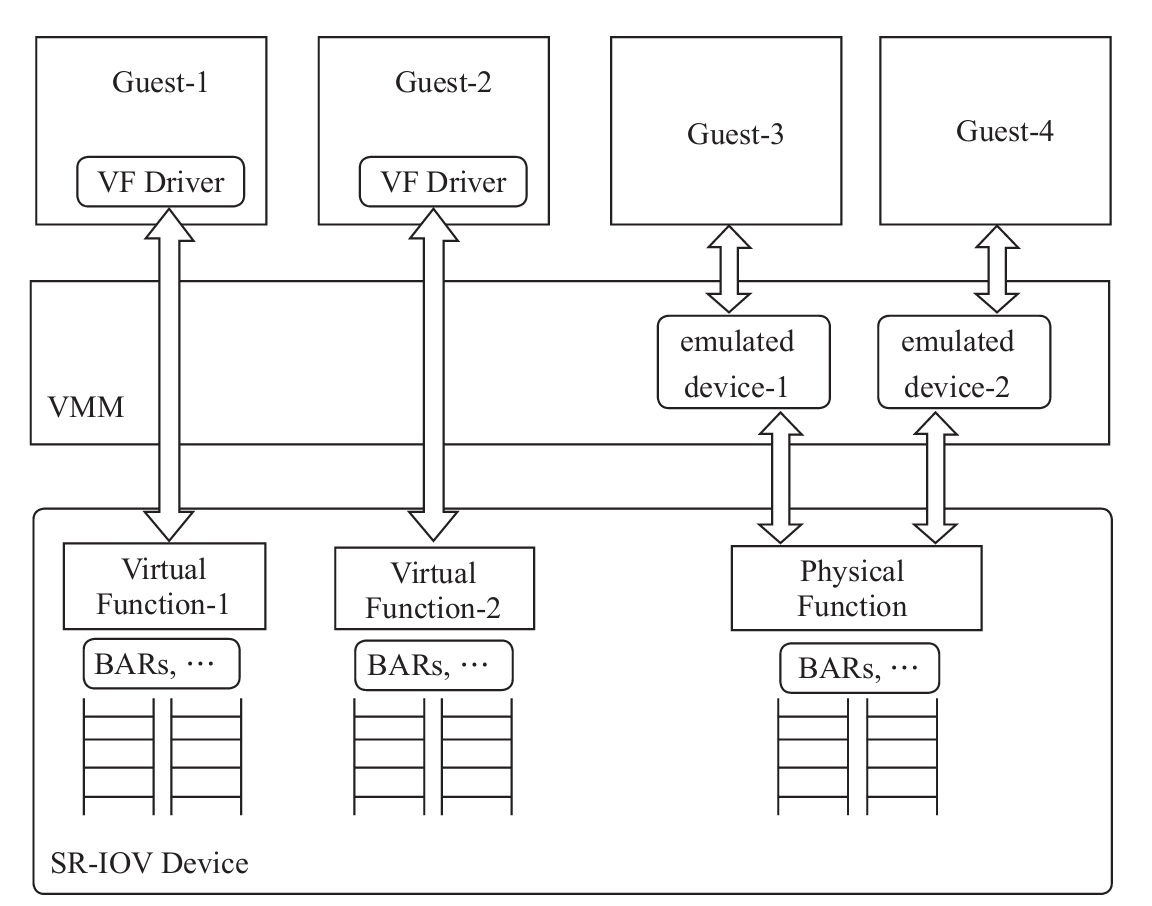 Guest-1
Guest-2
Guest-3
Guest-4
VF Driver
VF Driver
emulated
device-1
emulated
device-2
VMM
Virtual
Function-1
Virtual
Function-2
Physical
Function
BARs, ···
BARs, ···
BARs, ···
SR-IOV Device